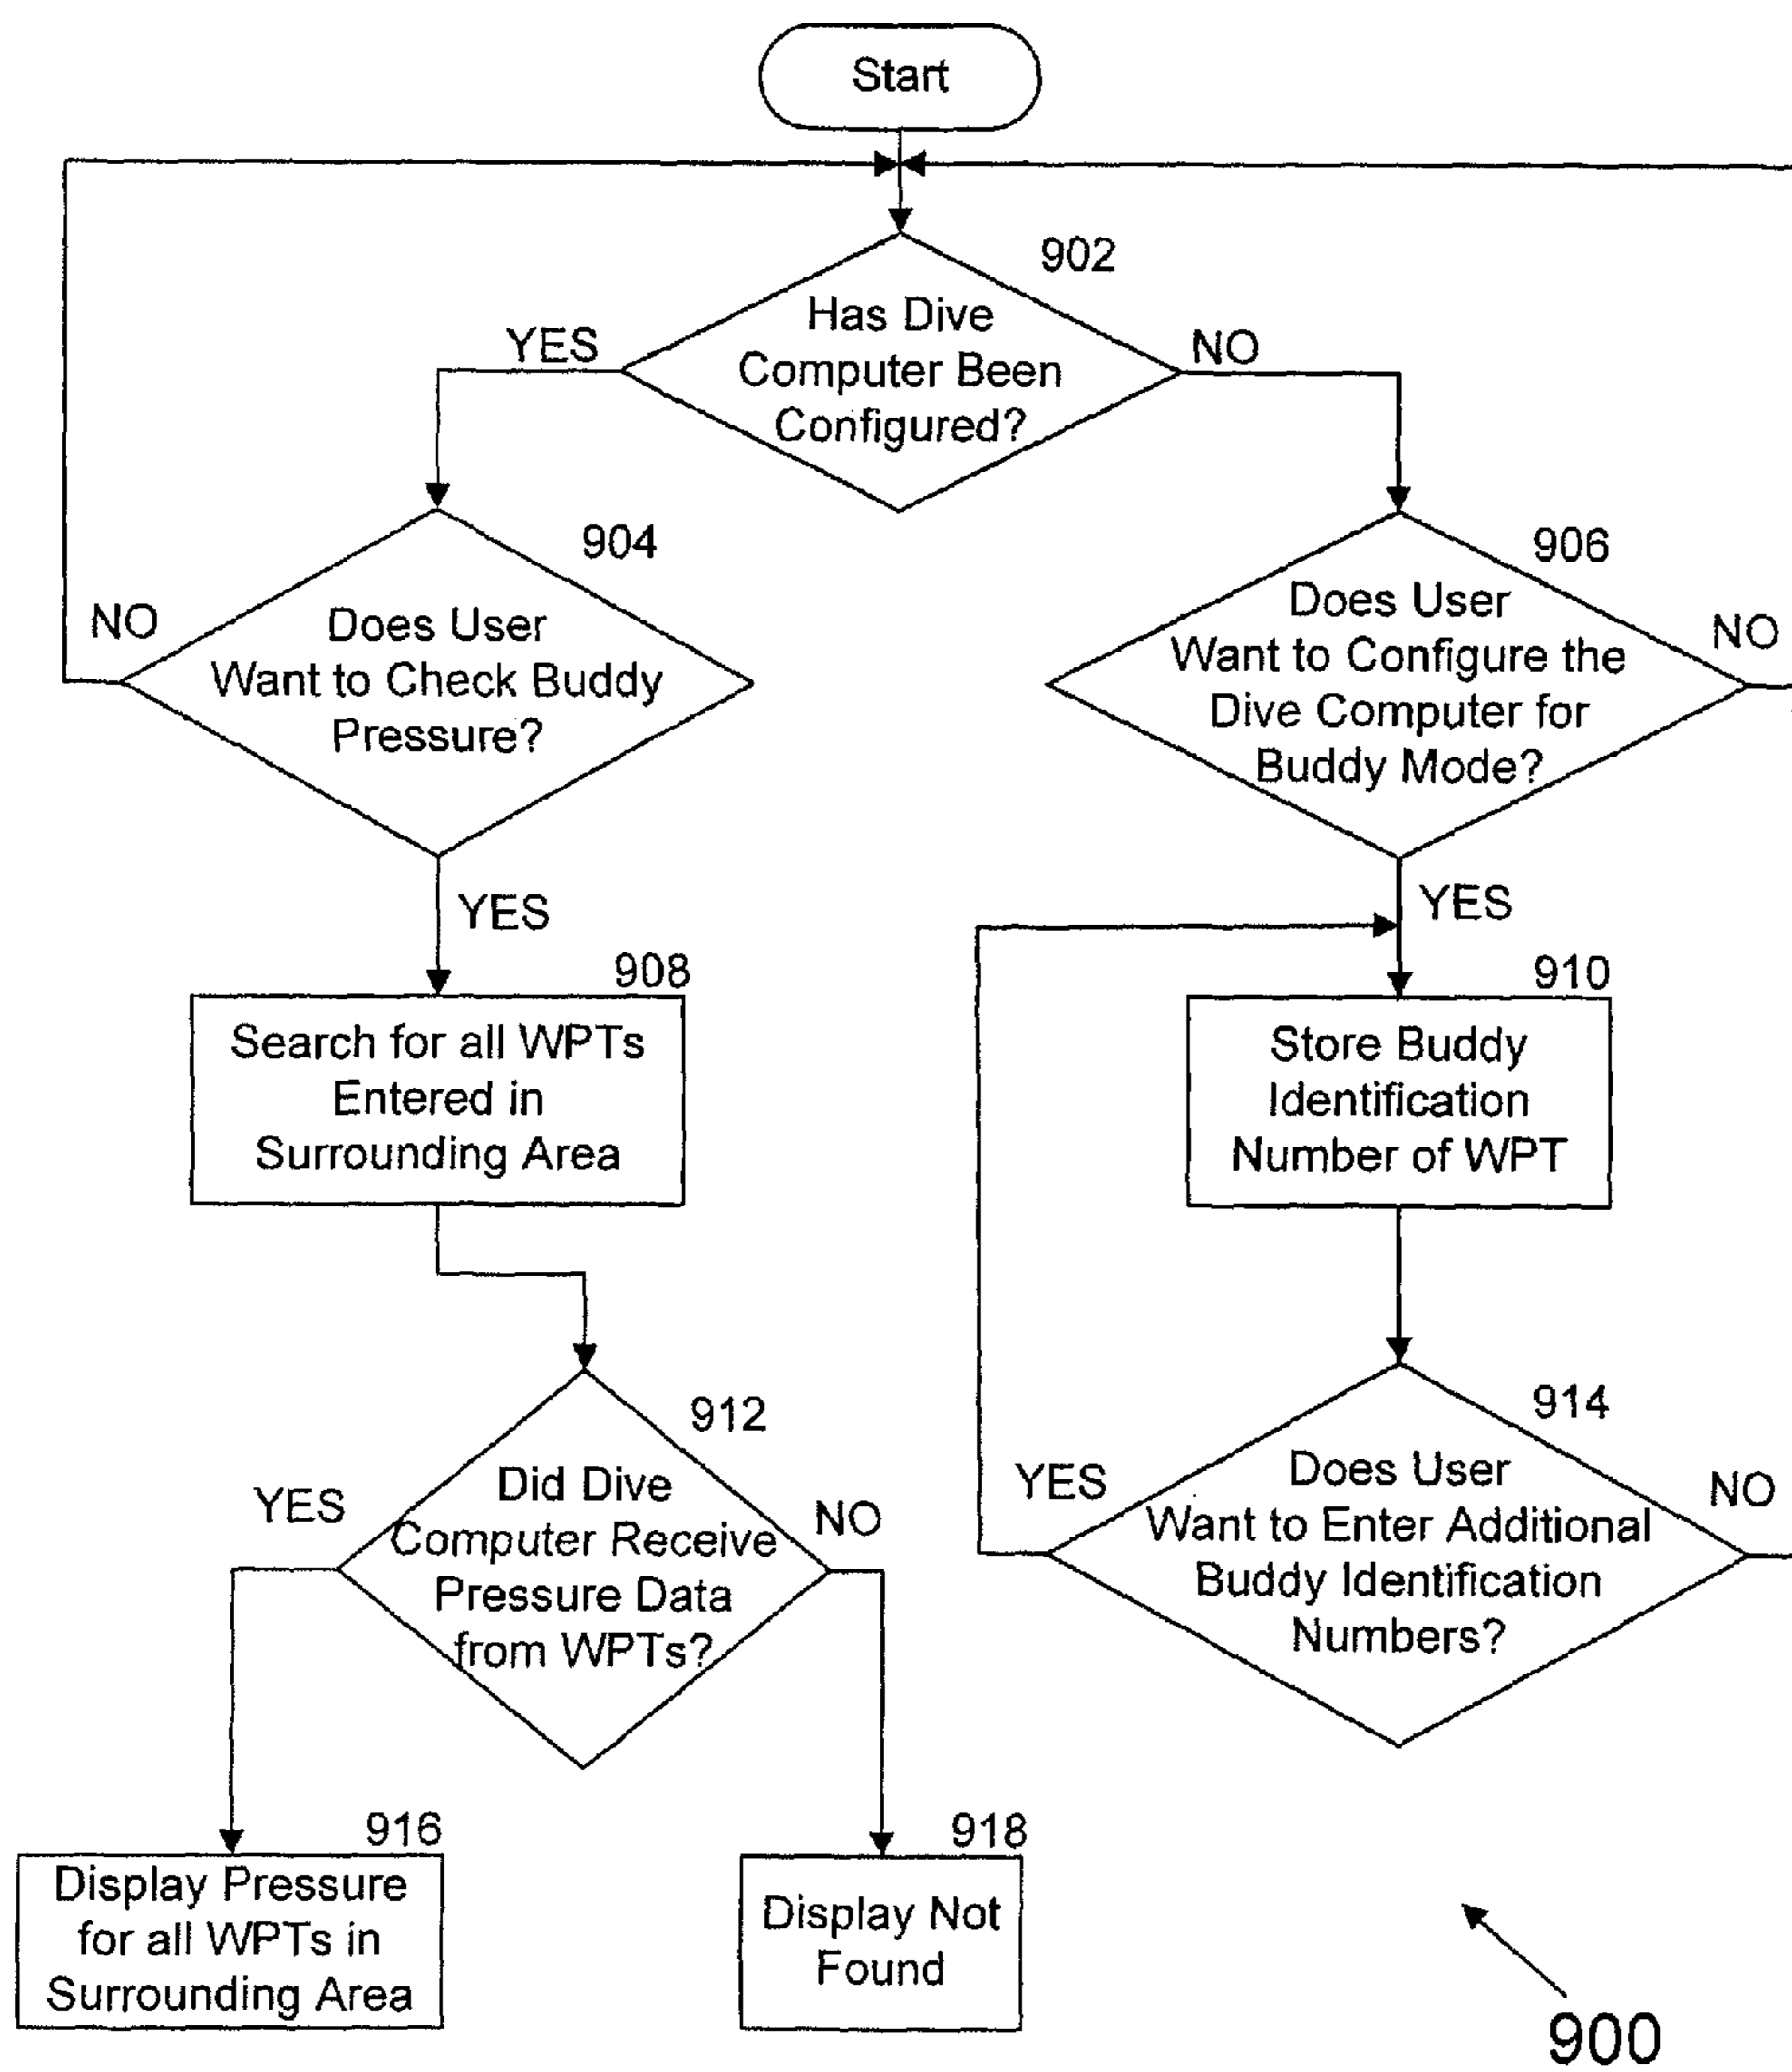 Start
902
Has Dive
Computer Been
Configured?
YES
NO
904
Does User
Want to Check Buddy
Pressure?
NO
YES
906
Does User
Want to Configure the
Dive Computer for
Buddy Mode?
NO
YES
908
Search for all WPTs
Entered in
Surrounding Area
910
Store Buddy
Identification
Number of WPT
912
Did Dive
Computer Receive
Pressure Data
from WPTs?
YES
NO
914
Does User
Want to Enter Additional
Buddy Identification
Numbers?
YES
NO
916
Display Pressure
for all WPTs in
Surrounding Area
918
Display Not
Found
900